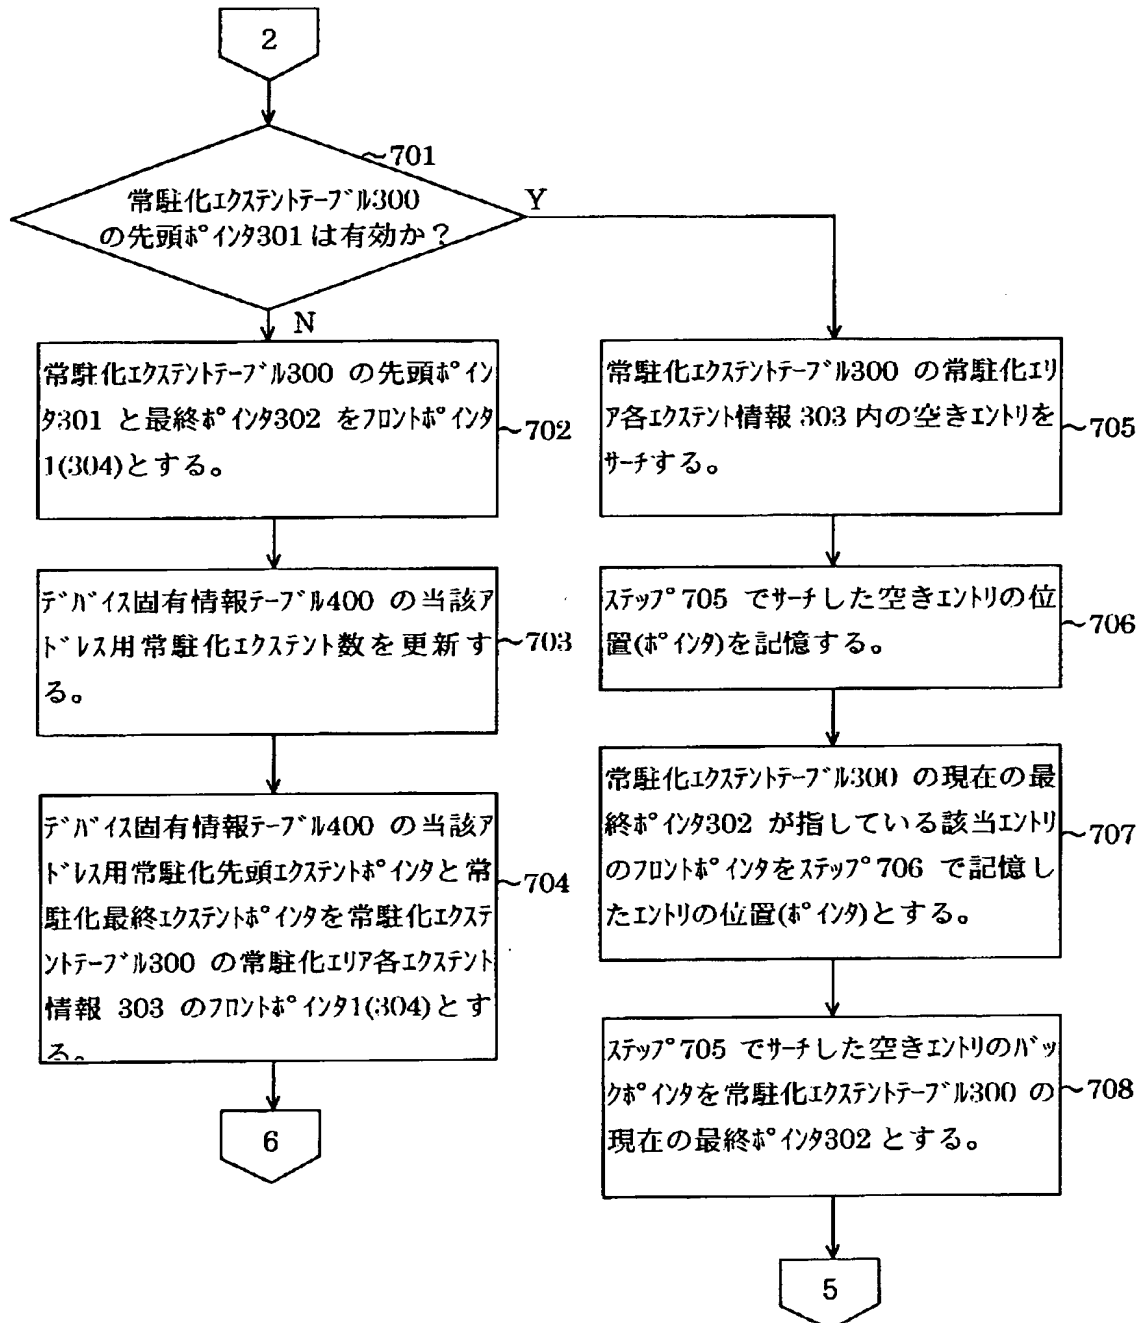 2
~701
常駐化ｴｸｽﾃﾝﾄﾃｰﾌﾞﾙ300
の先頭ﾎﾟｲﾝﾀ301は有効か？
Y
N
常駐化ｴｸｽﾃﾝﾄﾃｰﾌﾞﾙ300 の先頭ﾎﾟｲﾝ
ﾀ301 と最終ﾎﾟｲﾝﾀ302 をﾌﾛﾝﾄﾎﾟｲﾝﾀ
1(304)とする。
~702
ﾃﾞﾊﾞｲｽ固有情報ﾃｰﾌﾞﾙ400 の当該ｱ
ﾄﾞﾚｽ用常駐化ｴｸｽﾃﾝﾄ数を更新す
る。
~703
ﾃﾞﾊﾞｲｽ固有情報ﾃｰﾌﾞﾙ400 の当該ｱ
ﾄﾞﾚｽ用常駐化先頭ｴｸｽﾃﾝﾄﾎﾟｲﾝﾀと常
駐化最終ｴｸｽﾃﾝﾄﾎﾟｲﾝﾀを常駐化ｴｸｽﾃ
ﾝﾄﾃｰﾌﾞﾙ300 の常駐化ｴﾘｱ各ｴｸｽﾃﾝﾄ
情報 303 のﾌﾛﾝﾄﾎﾟｲﾝﾀ1(304)とす
る。
~704
6
常駐化ｴｸｽﾃﾝﾄﾃｰﾌﾞﾙ300 の常駐化ｴﾘ
ｱ各ｴｸｽﾃﾝﾄ情報 303 内の空きｴﾝﾄﾘを
ｻｰﾁする。
~705
ｽﾃｯﾌﾟ705 でｻｰﾁした空きｴﾝﾄﾘの位
置(ﾎﾟｲﾝﾀ)を記憶する。
~706
常駐化ｴｸｽﾃﾝﾄﾃｰﾌﾞﾙ300 の現在の最
終ﾎﾟｲﾝﾀ302 が指している該当ｴﾝﾄﾘ
のﾌﾛﾝﾄﾎﾟｲﾝﾀをｽﾃｯﾌﾟ706 で記憶し
たｴﾝﾄﾘの位置(ﾎﾟｲﾝﾀ)とする。
~707
ｽﾃｯﾌﾟ705 でｻｰﾁした空きｴﾝﾄﾘのﾊﾞｯ
ｸﾎﾟｲﾝﾀを常駐化ｴｸｽﾃﾝﾄﾃｰﾌﾞﾙ300 の
現在の最終ﾎﾟｲﾝﾀ302 とする。
~708
5